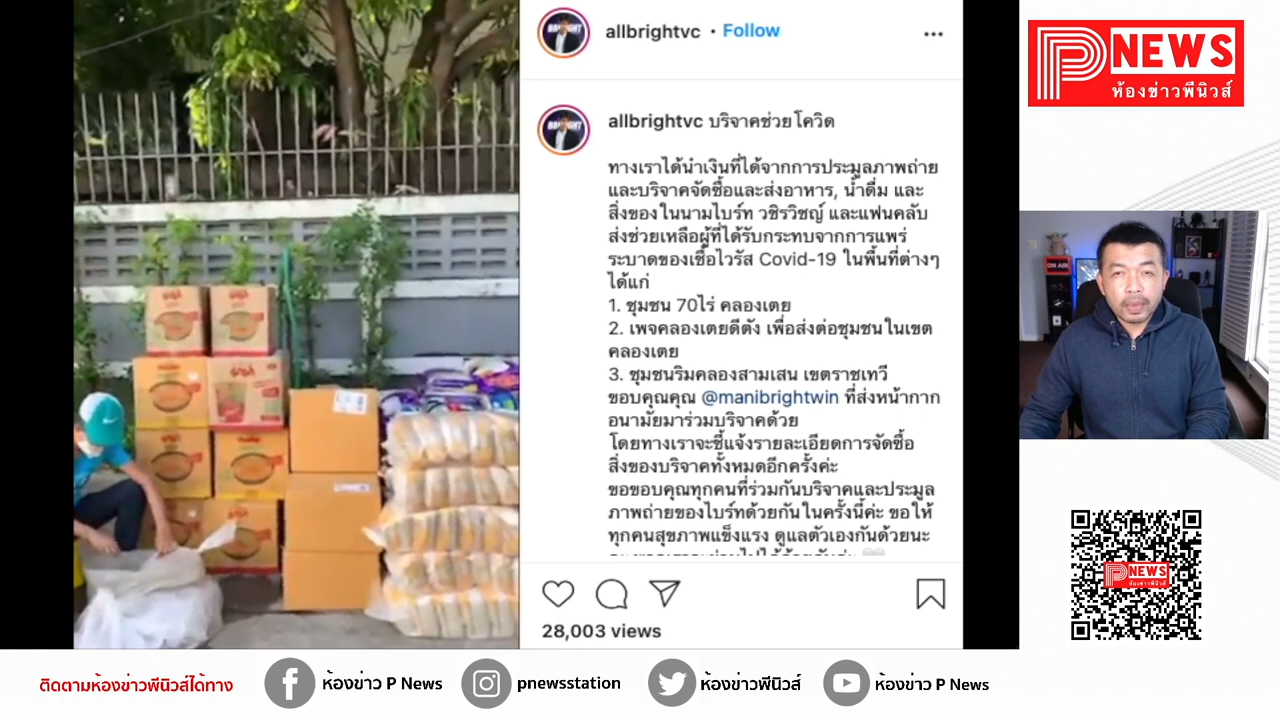 allbrightvc • Follow
allbrightvc บริจาคช่วยโควิด
ทางเราได้นำเงินที่ได้จากการประมูลภาพถ่าย
และบริจาคจัดซื้อและส่งอาหาร, น้ำดื่ม และ
สิ่งของในนามไบร์ท วชิรวิชญ์ และแฟนคลับ
ส่งช่วยเหลือผู้ที่ได้รับกระทบจากการแพร่
ระบาดของเชื้อไวรัส Covid-19 ในพื้นที่ต่างๆ
ได้แก่
1. ชุมชน 70ไร่ คลองเตย
2. เพจคลองเตยดีตัง เพื่อส่งต่อชุมชนในเขต
คลองเตย
3. ชุมชนริมคลองสามเสน เขตราชเทวี
ขอบคุณคุณ @manibrightwin ที่ส่งหน้ากาก
อนามัยมาร่วมบริจาคด้วย
โดยทางเราจะชี้แจ้งรายละเอียดการจัดซื้อ
สิ่งของบริจาคทั้งหมดอีกครั้งค่ะ
ขอขอบคุณทุกคนที่ร่วมกันบริจาคและประมูล
ภาพถ่ายของไบร์ทด้วยกันในครั้งนี้ค่ะ ขอให้
ทุกคนสุขภาพแข็งแรง ดูแลตัวเองกันด้วยนะ
28,003 views
P NEWS
ห้องข่าวพีนิวส์
ON AIR
P NEWS
ห้องข่าวพีนิวส์
ติดตามห้องข่าวพีนิวส์ได้ทาง
ห้องข่าว P News
pnewsstation
ห้องข่าวพีนิวส์
ห้องข่าว P News